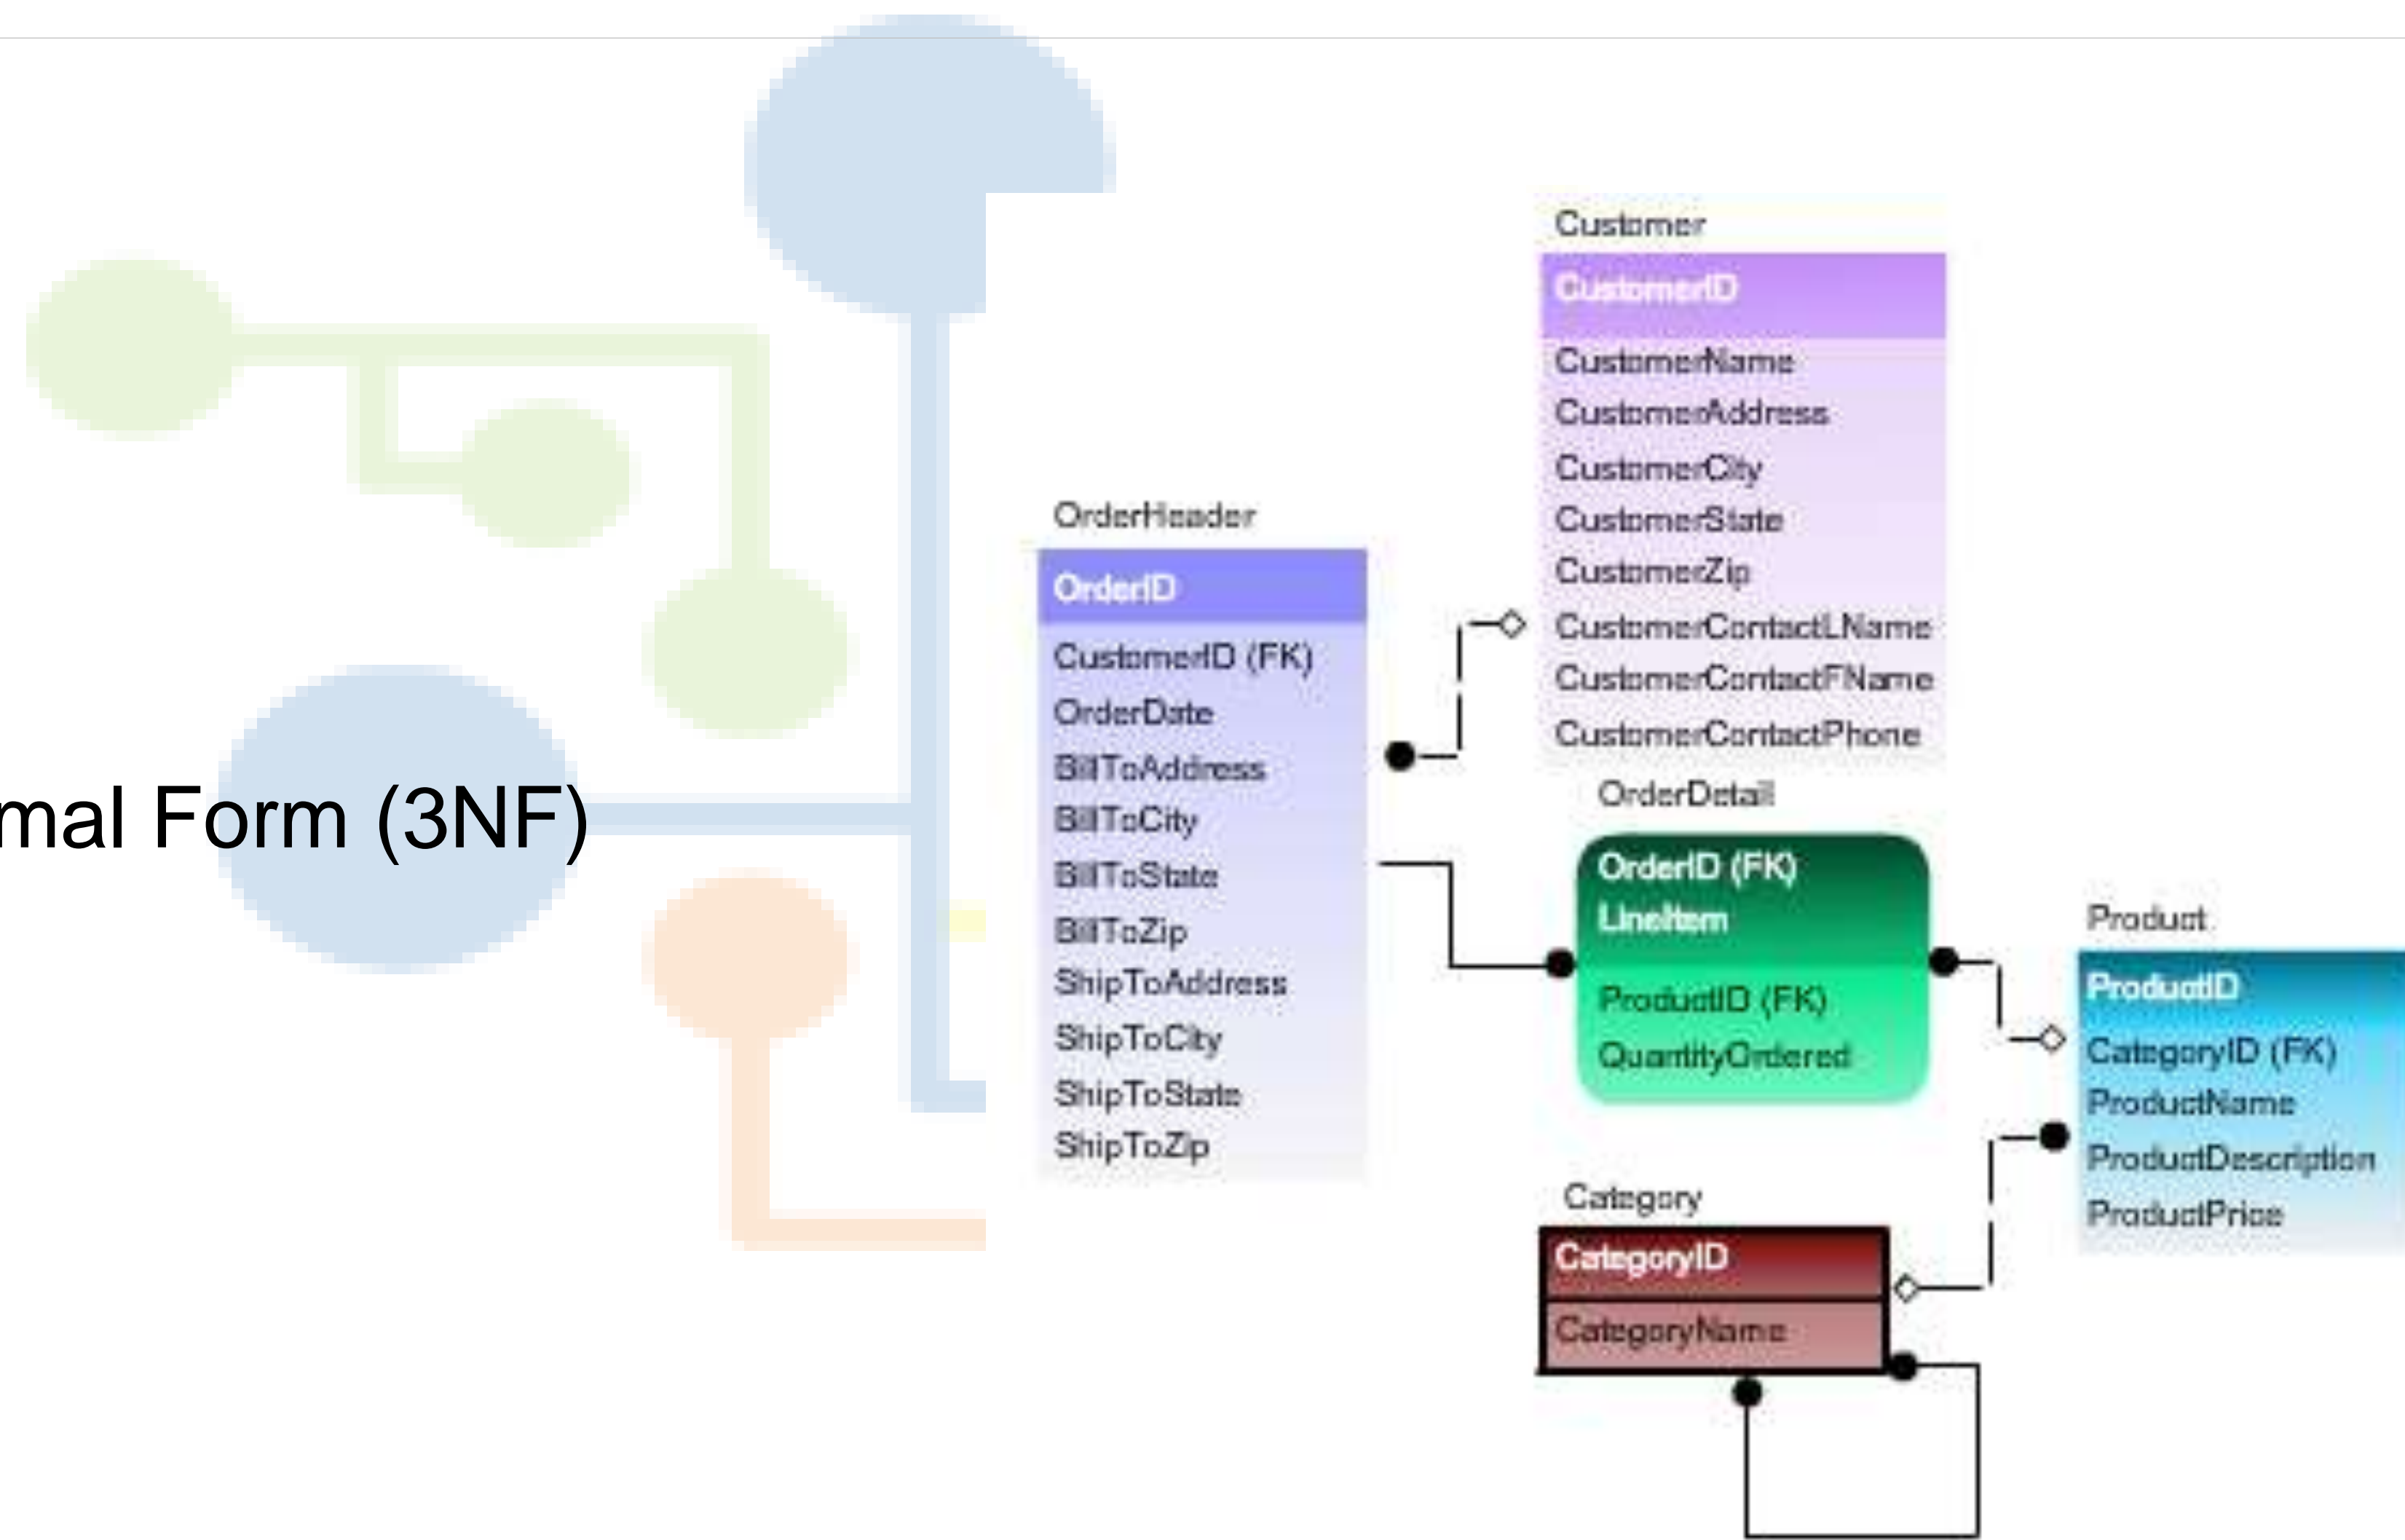 mal Form (3NF)
OrderHeader
OrderID
CustomerID (FK)
OrderDate
BillToAddress
BillToCity
BillToState
BillToZip
ShipToAddress
ShipToCity
ShipToState
ShipToZip
Customer
CustomerID
CustomerName
CustomerAddress
CustomerCity
CustomerState
CustomerZip
CustomerContactLName
CustomerContactFName
CustomerContactPhone
OrderDetail
OrderID (FK)
LineItem
ProductID (FK)
QuantityOrdered
Product
ProductID
CategoryID (FK)
ProductName
ProductDescription
ProductPrice
Category
CategoryID
CategoryName